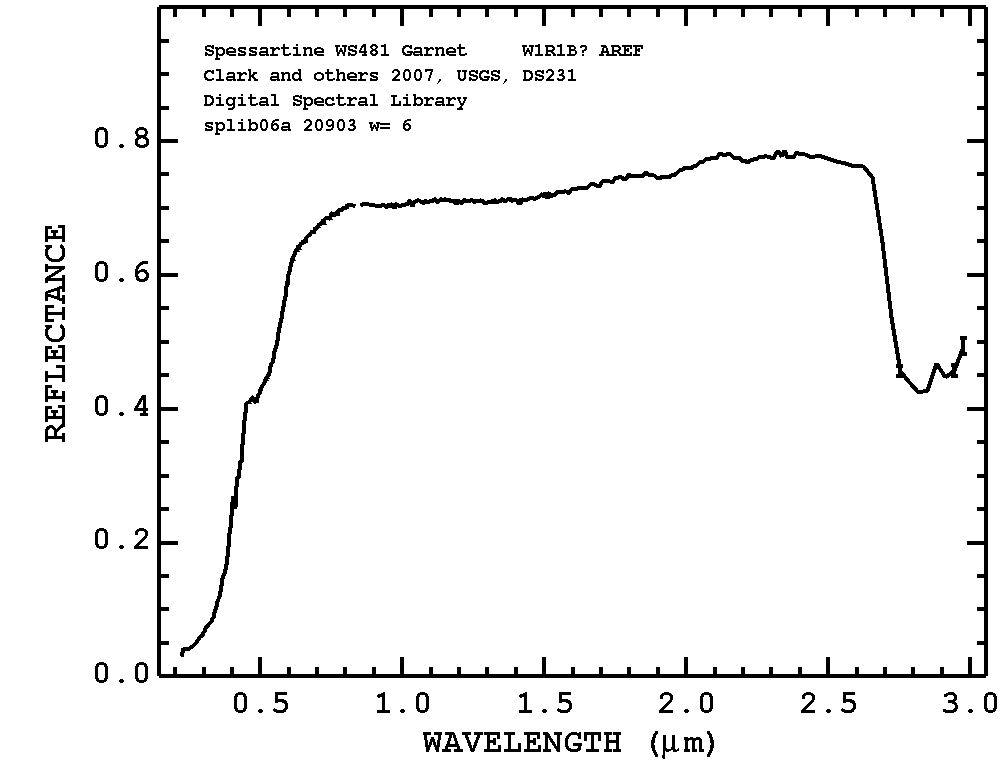 Spessartine WS481 Garnet W1R1B? AREF
Clark and others 2007, USGS, DS231
Digital Spectral Library
splib06a 20903 w= 6
REFLECTANCE
0.8
0.6
0.4
0.2
0.0
0.5 1.0 1.5 2.0 2.5 3.0
WAVELENGTH (μm)